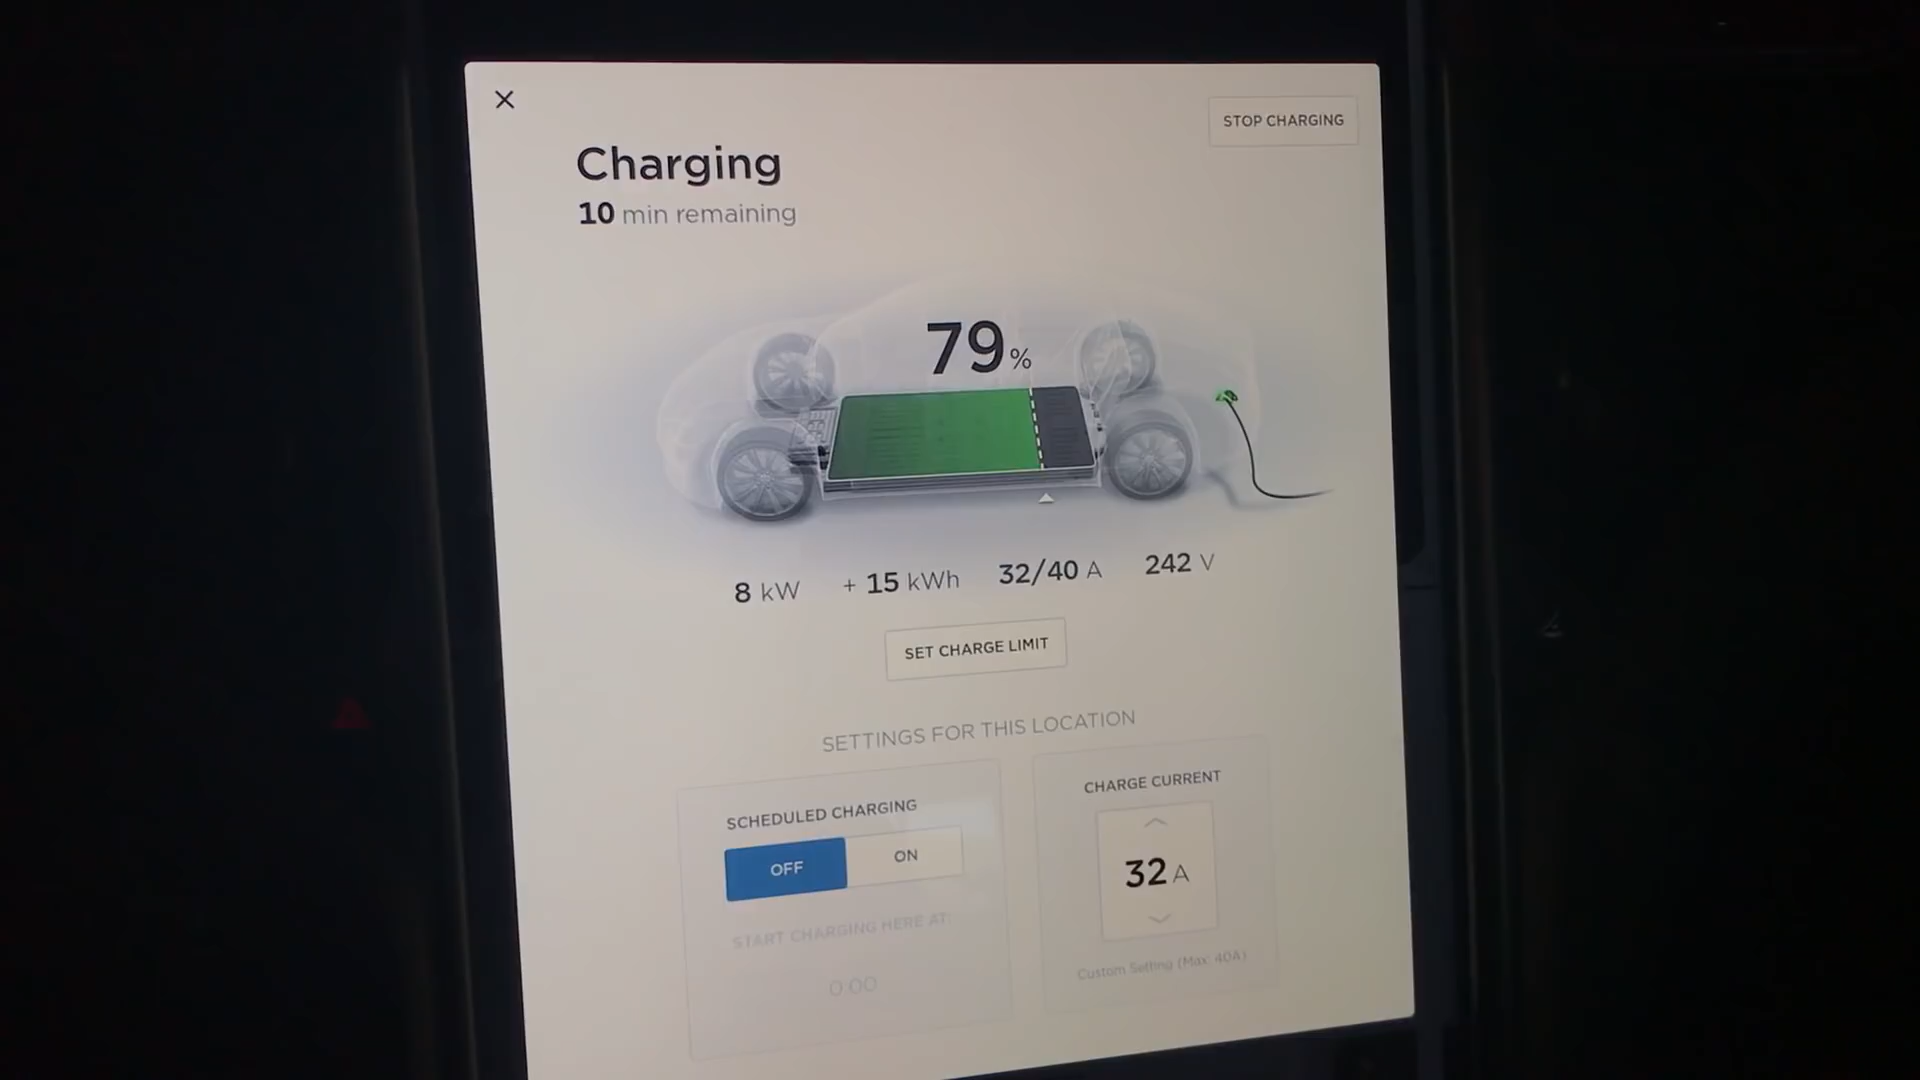 STOP CHARGING
Charging
10 min remaining
79%
8 kW + 15 kWh 32/40 A 242 V
SET CHARGE LIMIT
SETTINGS FOR THIS LOCATION
SCHEDULED CHARGING
OFF ON
START CHARGING HERE AT:
0:00
CHARGE CURRENT
32 A
Custom Setting (Max. 40A)